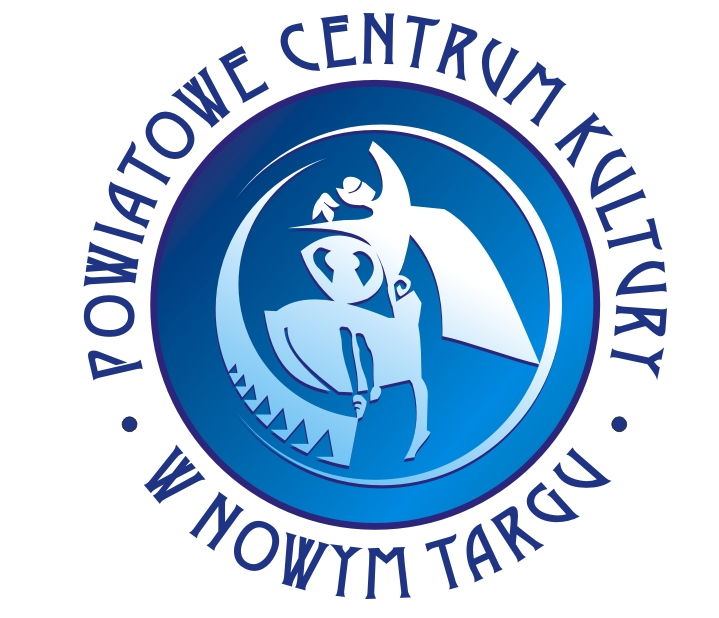 POWIATOWE CENTRUM KULTURY
• W NOWYM TARGU •